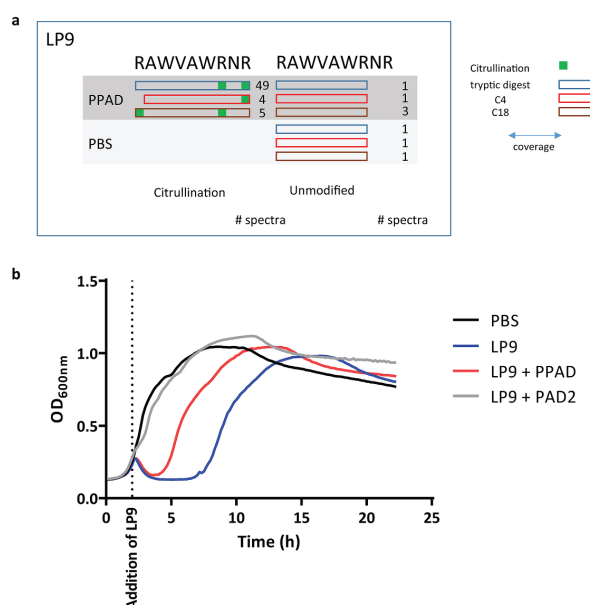 a
LP9
RAWVAWRNR RAWVAWRNR
PPAD
49 1
4 1
5 3
PBS
1
1
1
Citrullination Unmodified
# spectra # spectra
Citrullination
tryptic digest
C4
C18
coverage
b
OD600nm
1.5
1.0
0.5
0.0
0 5 10 15 20 25
Time (h)
Addition of LP9
PBS
LP9
LP9 + PPAD
LP9 + PAD2